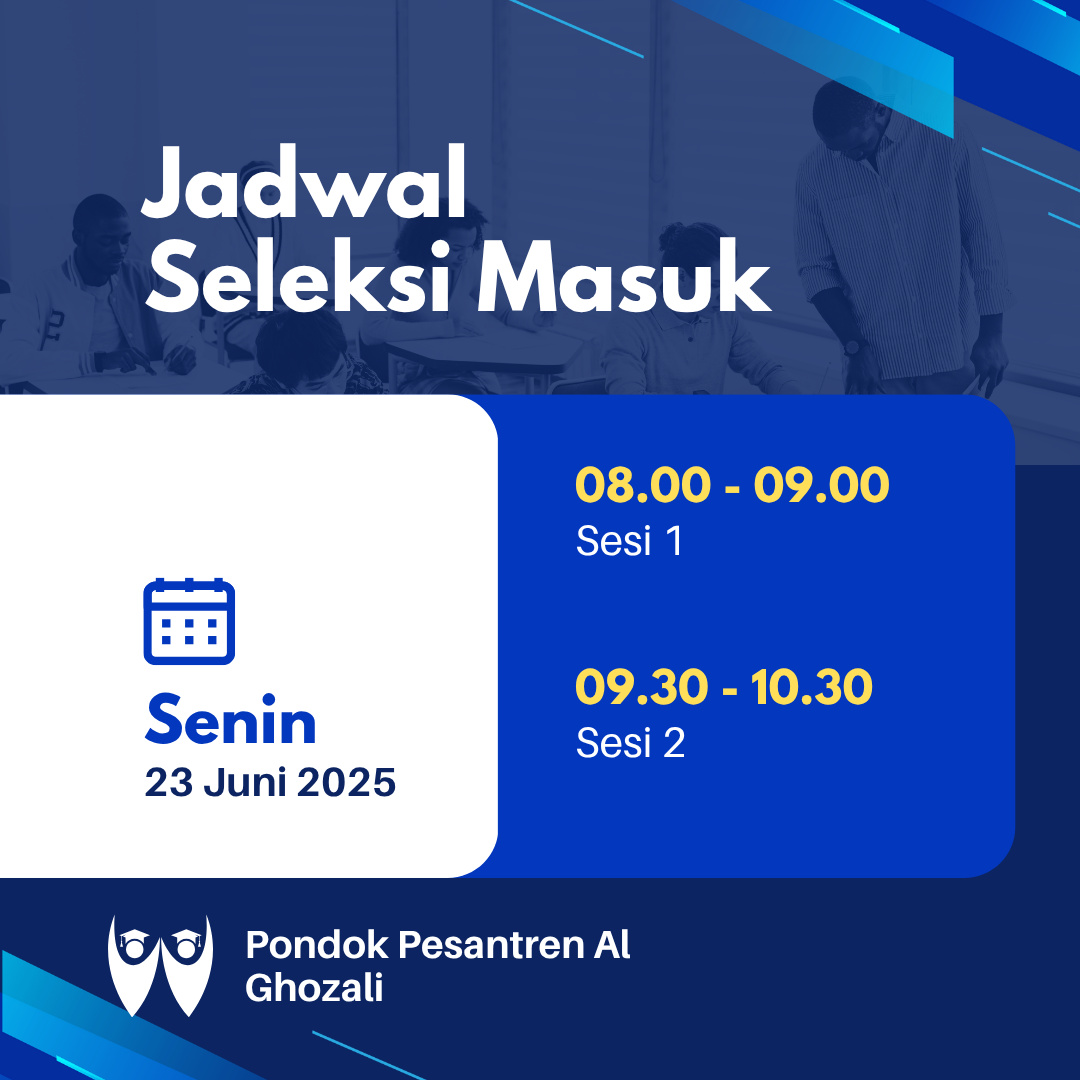 Jadwal
Seleksi Masuk
08.00 - 09.00
Sesi 1
09.30 - 10.30
Sesi 2
Senin
23 Juni 2025
Pondok Pesantren Al
Ghozali